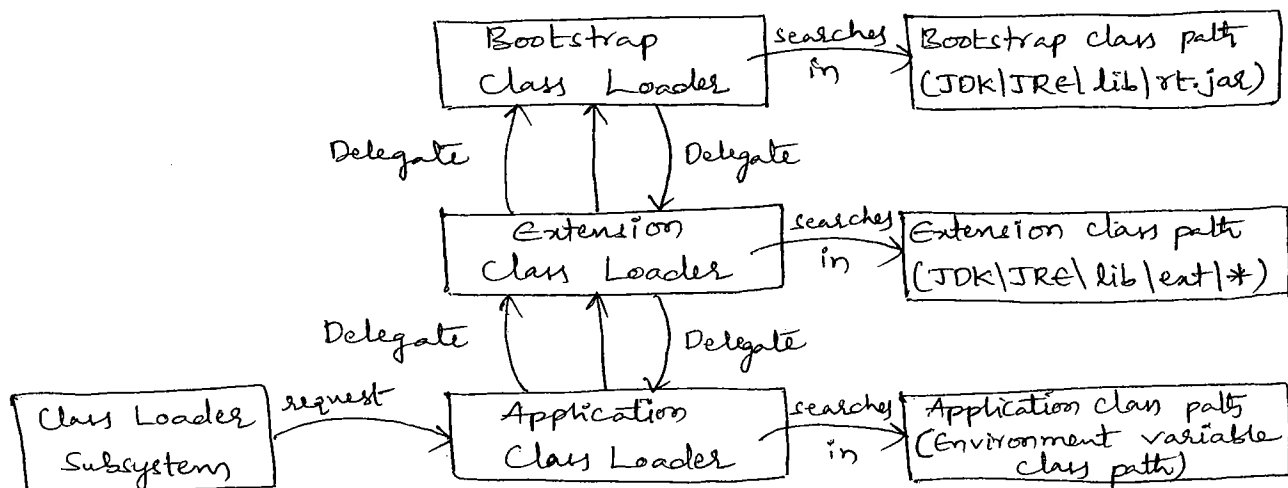 Bootstrap
Class Loader
searches
in
Bootstrap class path
(JDK\JRE\lib\rt.jar)
Delegate
Delegate
Extension
Class Loader
searches
in
Extension class path
(JDK\JRE\lib\ext\*)
Delegate
Delegate
Class Loader
Subsystem
request
Application
Class Loader
searches
in
Application class path
(Environment variable
class path)